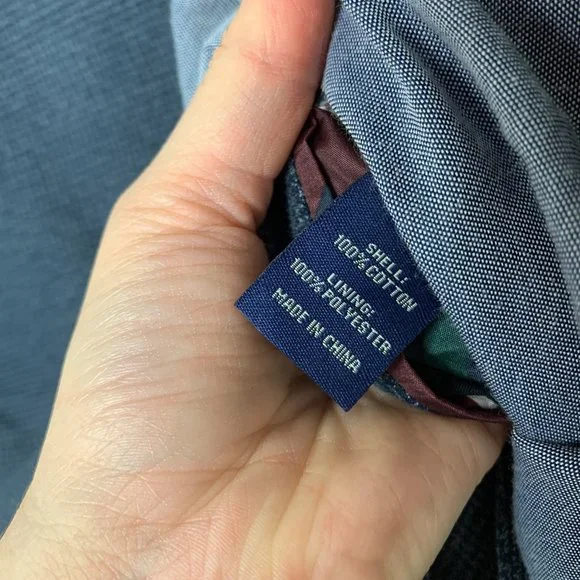 SHELL:
100% COTTON
LINING:
100% POLYESTER
MADE IN CHINA